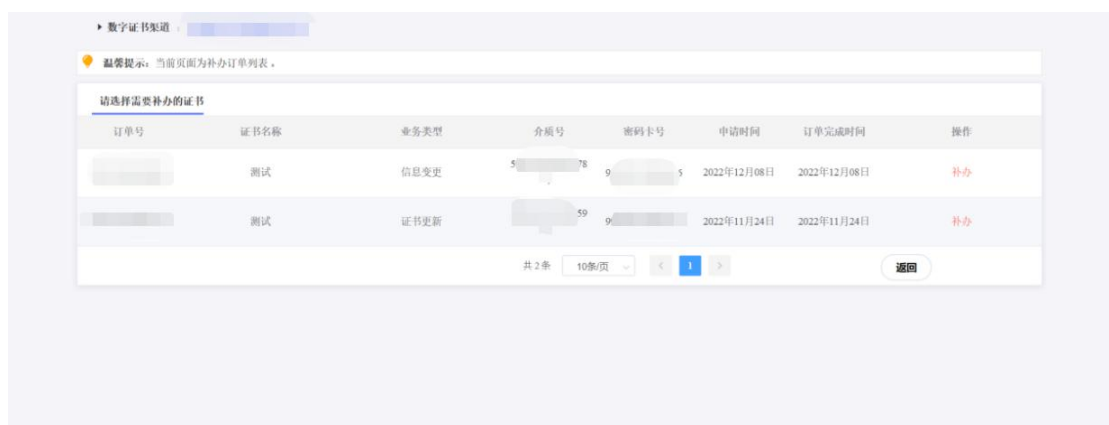 数字证书渠道：
温馨提示：当前页面为补办订单列表。
请选择需要补办的证书
订单号 证书名称 业务类型 介质号 密码卡号 申请时间 订单完成时间 操作
测试 信息变更 5 78 9 5 2022年12月08日 2022年12月08日 补办
测试 证书更新 59 99 2022年11月24日 2022年11月24日 补办
共2条 10条/页 < 1 > 返回